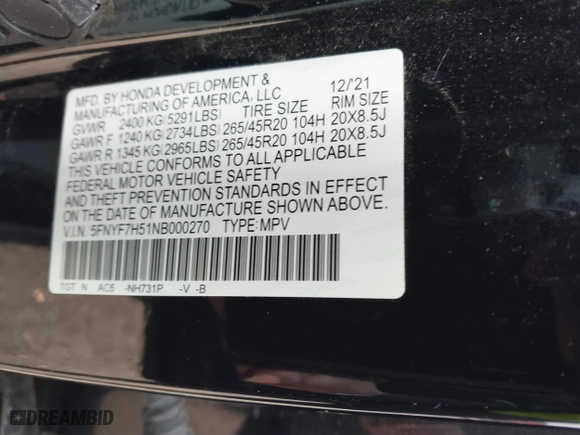 MFD. BY HONDA DEVELOPMENT &
MANUFACTURING OF AMERICA, LLC 12/'21
GVWR 2400 KG(5291LBS) TIRE SIZE RIM SIZE
GAWR F 1240 KG(2734LBS) 265/45R20 104H 20X8.5J
GAWR R 1345 KG(2965LBS) 265/45R20 104H 20X8.5J
THIS VEHICLE CONFORMS TO ALL APPLICABLE
FEDERAL MOTOR VEHICLE SAFETY
AND THEFT PREVENTION STANDARDS IN EFFECT
ON THE DATE OF MANUFACTURE SHOWN ABOVE.
V.I.N: 5FNYF7H51NB000270 TYPE: MPV
TGT N AC5 -NH731P -V -B
DREAMBID